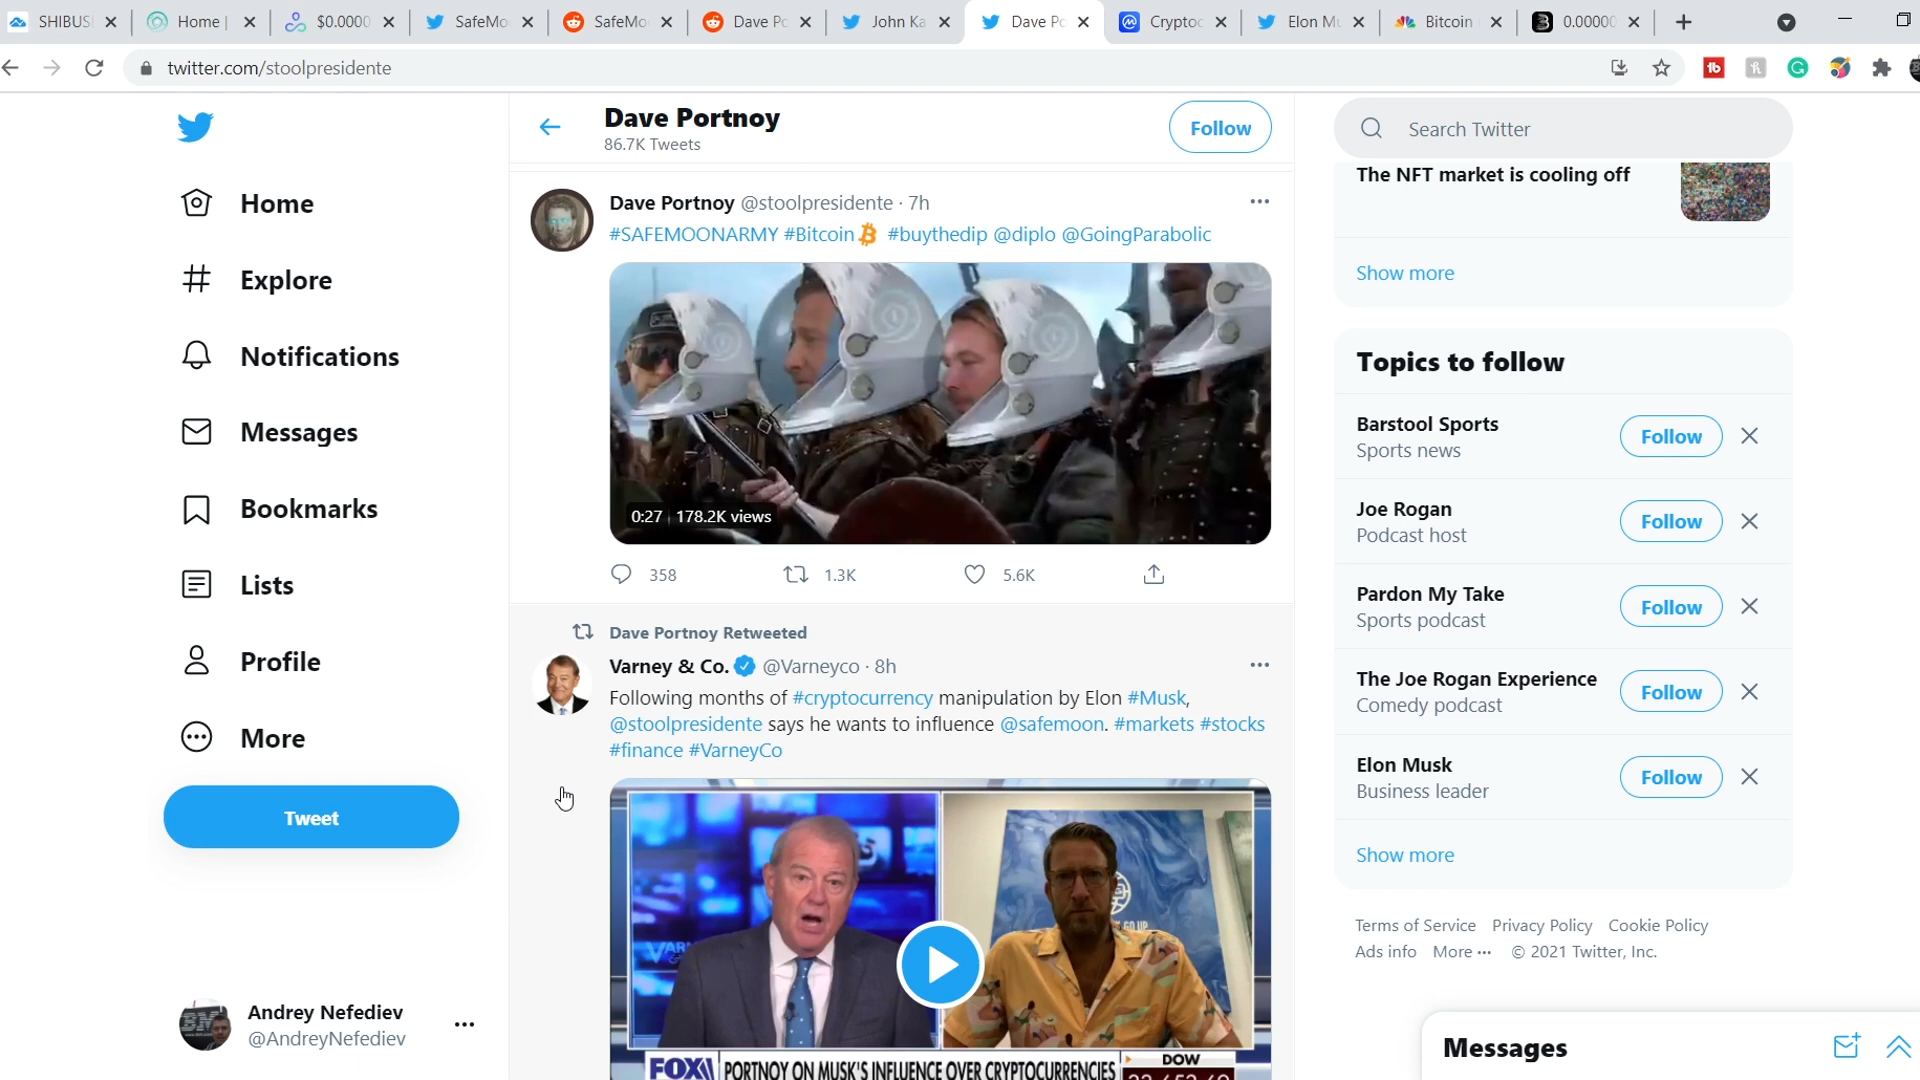 SHIBUS
Home |
$0.0000
SafeMo
SafeMo
Dave Po
John Ka
Dave Po
Cryptoc
Elon Mu
Bitcoin
0.00000
twitter.com/stoolpresidente
Dave Portnoy
86.7K Tweets
Follow
Search Twitter
Home
Explore
Notifications
Messages
Bookmarks
Lists
Profile
More
Tweet
Andrey Nefediev
@AndreyNefediev
Dave Portnoy @stoolpresidente · 7h
#SAFEMOONARMY #Bitcoin #buythedip @diplo @GoingParabolic
0:27 178.2K views
358 1.3K 5.6K
Dave Portnoy Retweeted
Varney & Co. @Varneyco · 8h
Following months of #cryptocurrency manipulation by Elon #Musk,
@stoolpresidente says he wants to influence @safemoon. #markets #stocks
#finance #VarneyCo
FOX
PORTNOY ON MUSK'S INFLUENCE OVER CRYPTOCURRENCIES
DOW
The NFT market is cooling off
Show more
Topics to follow
Barstool Sports
Sports news
Follow
Joe Rogan
Podcast host
Follow
Pardon My Take
Sports podcast
Follow
The Joe Rogan Experience
Comedy podcast
Follow
Elon Musk
Business leader
Follow
Show more
Terms of Service Privacy Policy Cookie Policy
Ads info More ··· © 2021 Twitter, Inc.
Messages